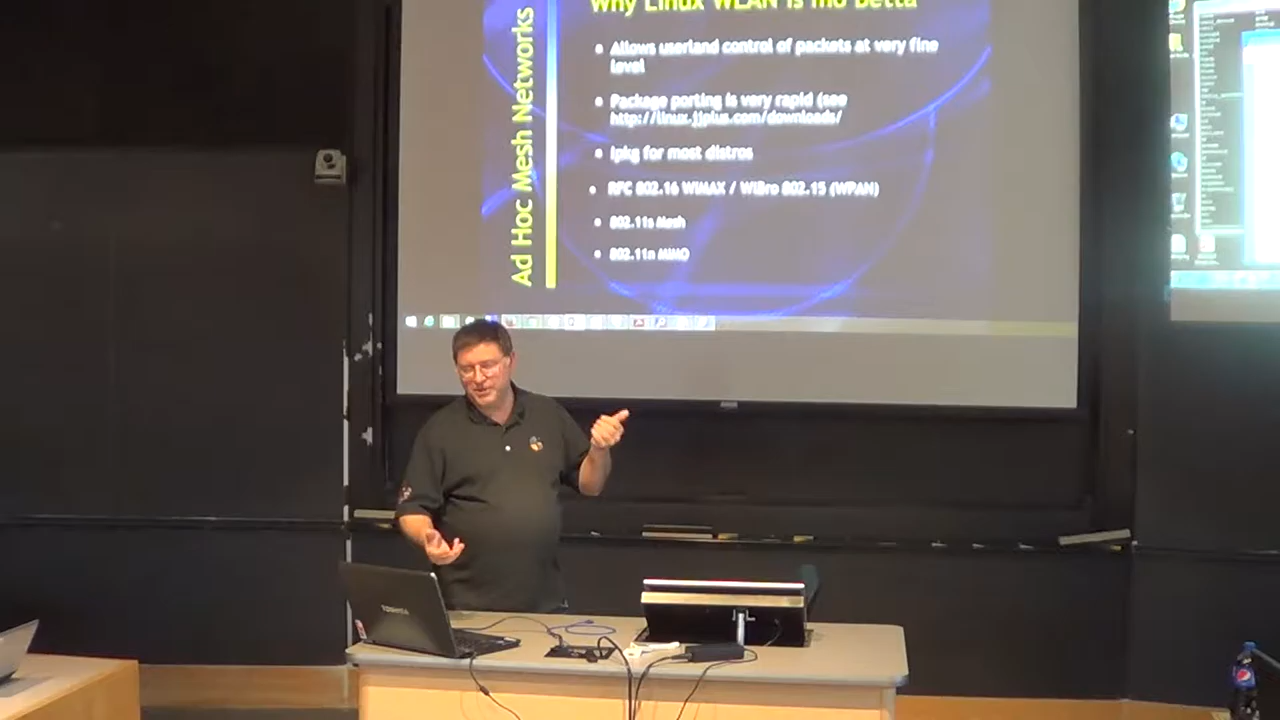 Why Linux WLAN is mo betta
Ad Hoc Mesh Networks
Allows userland control of packets at very fine
level
Package porting is very rapid (see
http://linux.jjplus.com/downloads/
Ipkg for most distros
RFC 802.16 WiMAX / WiBro 802.15 (WPAN)
802.11s Mesh
802.11n MIMO
TOSHIBA